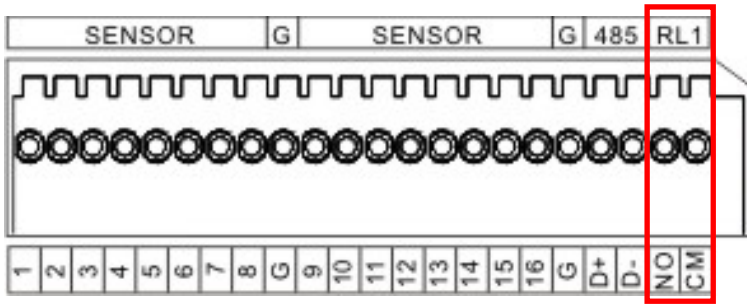 SENSOR G SENSOR G 485 RL1
1 2 3 4 5 6 7 8 G 9 10 11 12 13 14 15 16 G D+ D- NO CM